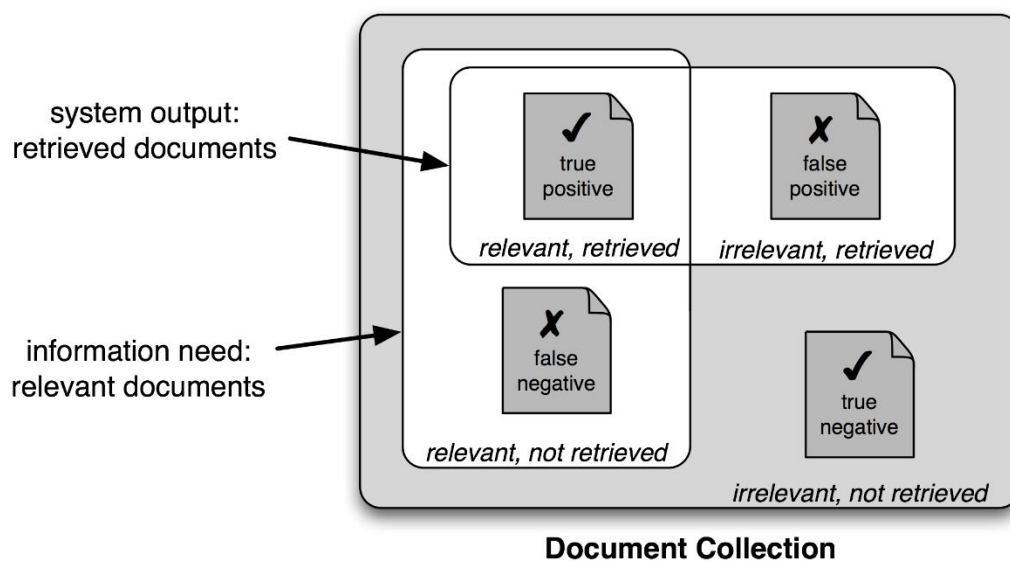 system output:
retrieved documents
✓
true
positive
✗
false
positive
relevant, retrieved
irrelevant, retrieved
information need:
relevant documents
✗
false
negative
✓
true
negative
relevant, not retrieved
irrelevant, not retrieved
Document Collection